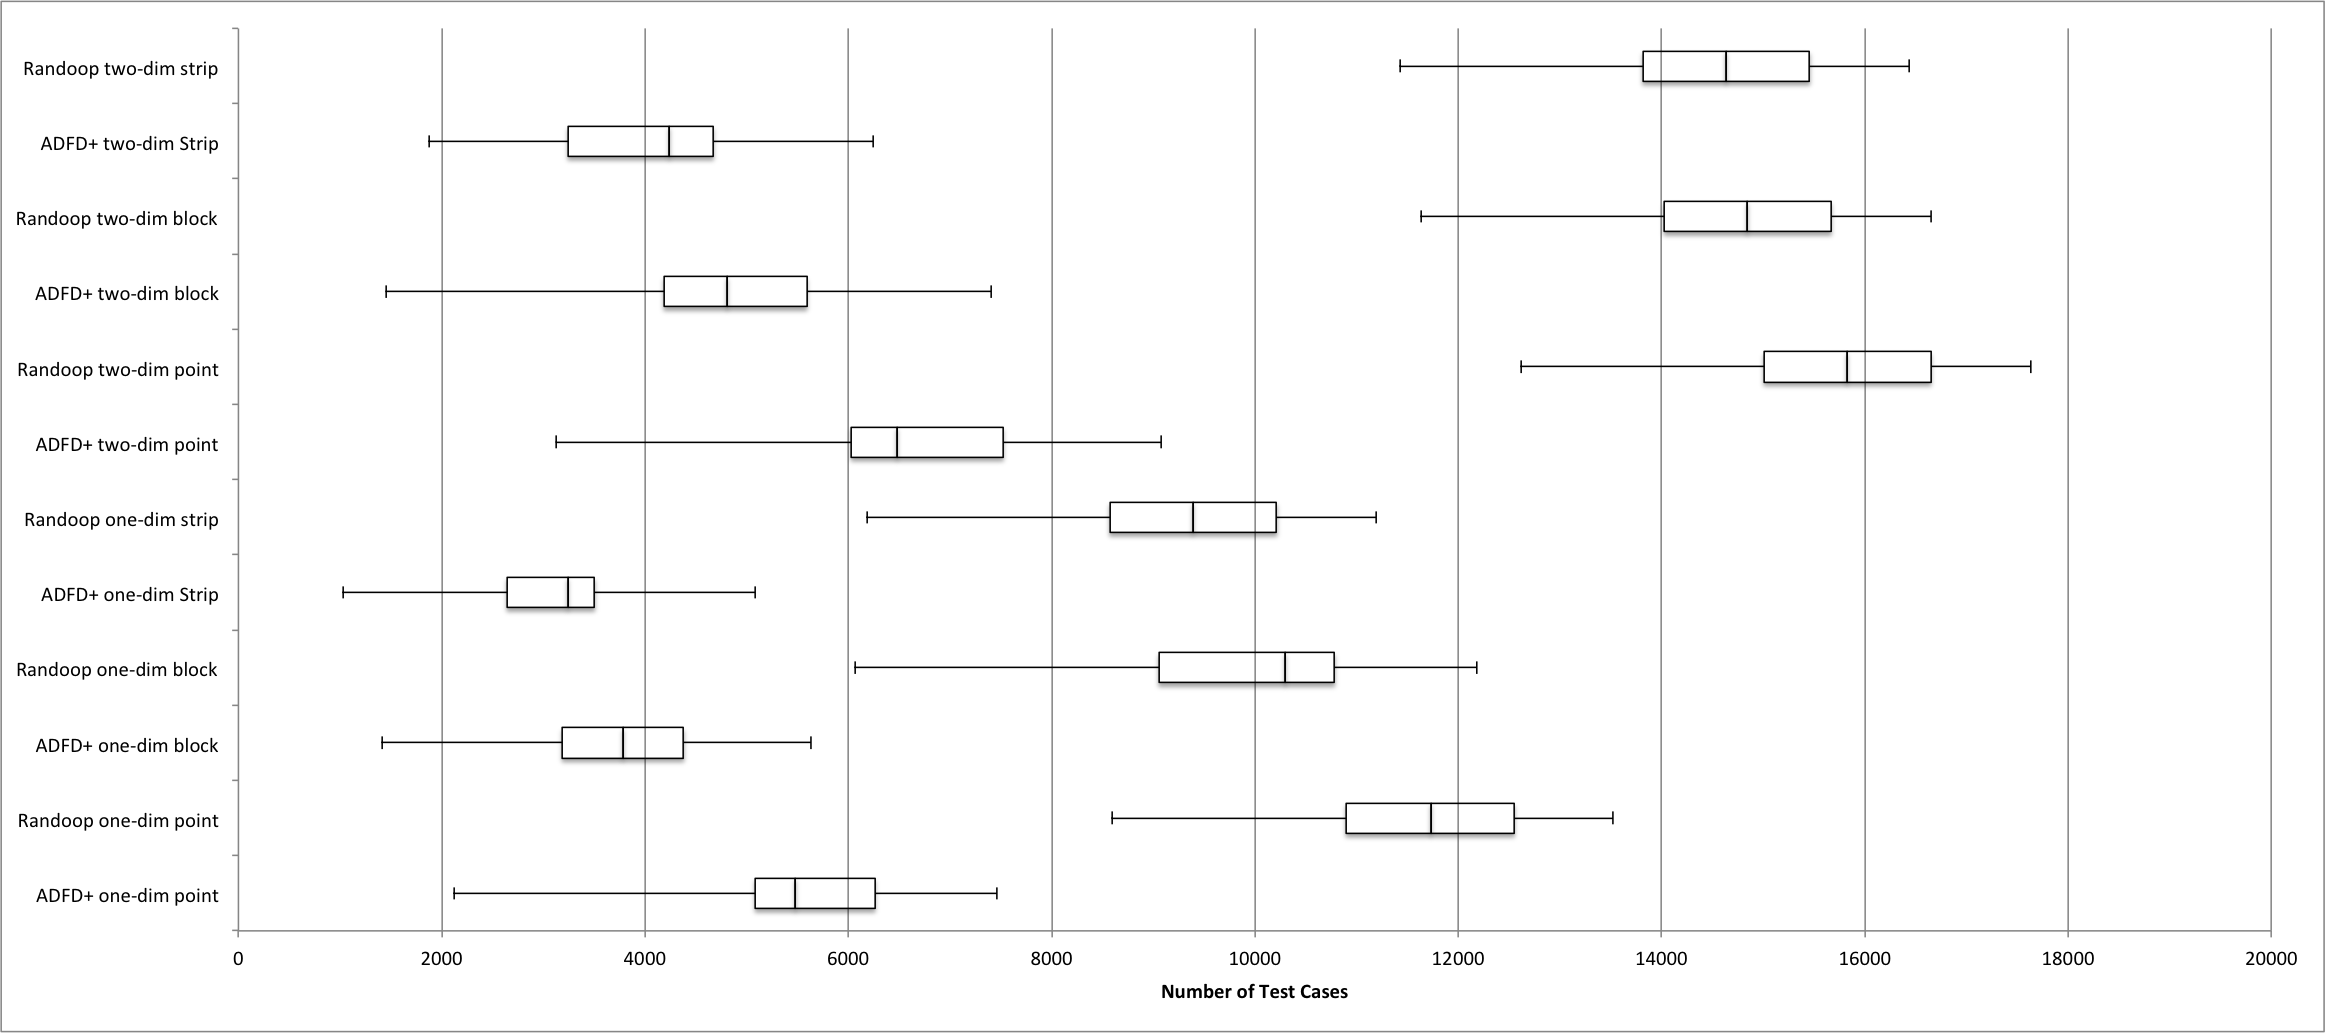 Randoop two-dim strip
ADFD+ two-dim Strip
Randoop two-dim block
ADFD+ two-dim block
Randoop two-dim point
ADFD+ two-dim point
Randoop one-dim strip
ADFD+ one-dim Strip
Randoop one-dim block
ADFD+ one-dim block
Randoop one-dim point
ADFD+ one-dim point
0 2000 4000 6000 8000 10000 12000 14000 16000 18000 20000
Number of Test Cases